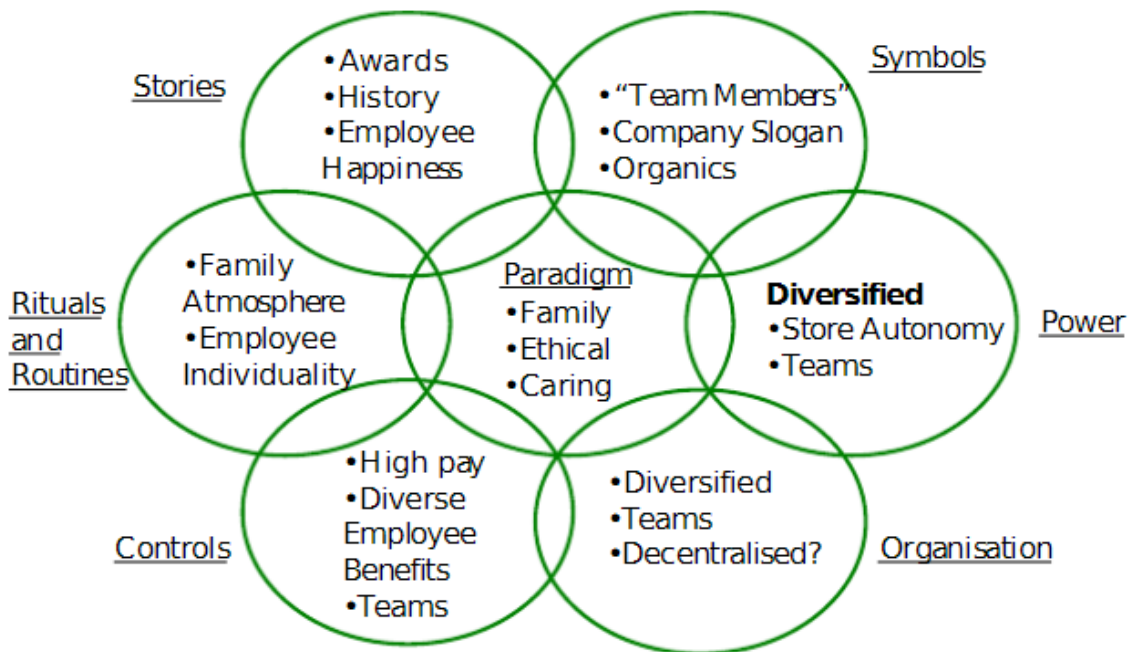 Stories
•Awards
•History
•Employee
Happiness
Symbols
•“Team Members”
•Company Slogan
•Organics
Rituals
and
Routines
•Family
Atmosphere
•Employee
Individuality
Paradigm
•Family
•Ethical
•Caring
Diversified
•Store Autonomy
•Teams
Power
Controls
•High pay
•Diverse
Employee
Benefits
•Teams
•Diversified
•Teams
•Decentralised?
Organisation